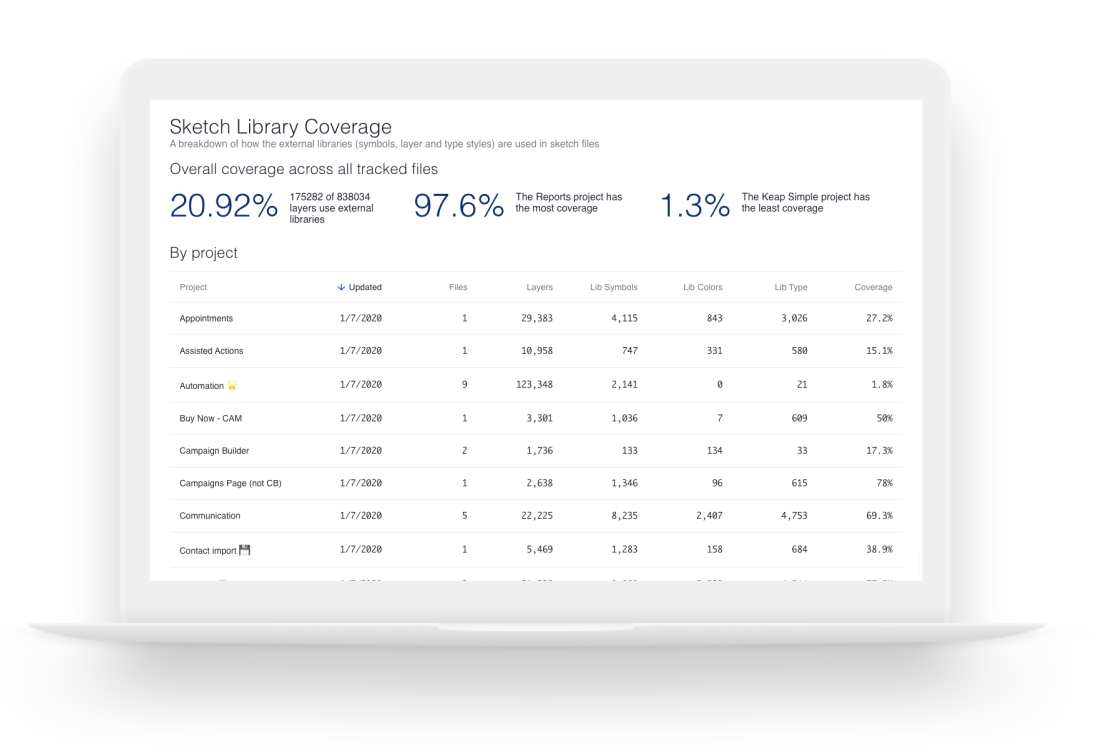 Sketch Library Coverage
A breakdown of how the external libraries (symbols, layer and type styles) are used in sketch files
Overall coverage across all tracked files
20.92% 175282 of 838034 layers use external libraries
97.6% The Reports project has the most coverage
1.3% The Keap Simple project has the least coverage
By project
Project ↓ Updated Files Layers Lib Symbols Lib Colors Lib Type Coverage
Appointments 1/7/2020 1 29,383 4,115 843 3,026 27.2%
Assisted Actions 1/7/2020 1 10,958 747 331 580 15.1%
Automation 1/7/2020 9 123,348 2,141 0 21 1.8%
Buy Now - CAM 1/7/2020 1 3,301 1,036 7 609 50%
Campaign Builder 1/7/2020 2 1,736 133 134 33 17.3%
Campaigns Page (not CB) 1/7/2020 1 2,638 1,346 96 615 78%
Communication 1/7/2020 5 22,225 8,235 2,407 4,753 69.3%
Contact import 💾 1/7/2020 1 5,469 1,283 158 684 38.9%